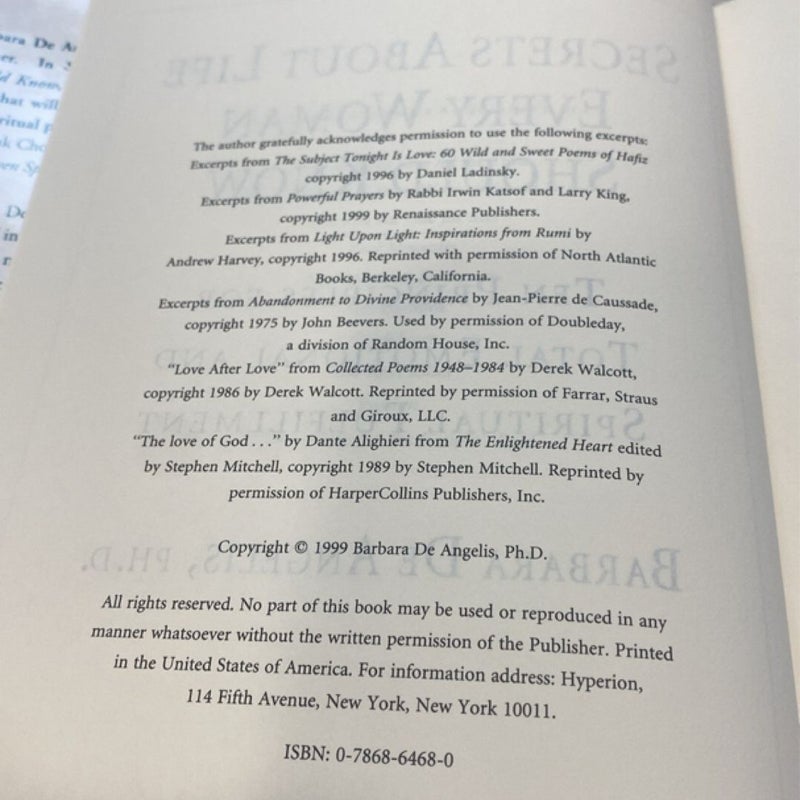 The author gratefully acknowledges permission to use the following excerpts:
Excerpts from The Subject Tonight Is Love: 60 Wild and Sweet Poems of Hafiz
copyright 1996 by Daniel Ladinsky.
Excerpts from Powerful Prayers by Rabbi Irwin Katsof and Larry King,
copyright 1999 by Renaissance Publishers.
Excerpts from Light Upon Light: Inspirations from Rumi by
Andrew Harvey, copyright 1996. Reprinted with permission of North Atlantic
Books, Berkeley, California.
Excerpts from Abandonment to Divine Providence by Jean-Pierre de Caussade,
copyright 1975 by John Beevers. Used by permission of Doubleday,
a division of Random House, Inc.
“Love After Love” from Collected Poems 1948–1984 by Derek Walcott,
copyright 1986 by Derek Walcott. Reprinted by permission of Farrar, Straus
and Giroux, LLC.
“The love of God . . .” by Dante Alighieri from The Enlightened Heart edited
by Stephen Mitchell, copyright 1989 by Stephen Mitchell. Reprinted by
permission of HarperCollins Publishers, Inc.
Copyright © 1999 Barbara De Angelis, Ph.D.
All rights reserved. No part of this book may be used or reproduced in any
manner whatsoever without the written permission of the Publisher. Printed
in the United States of America. For information address: Hyperion,
114 Fifth Avenue, New York, New York 10011.
ISBN: 0-7868-6468-0